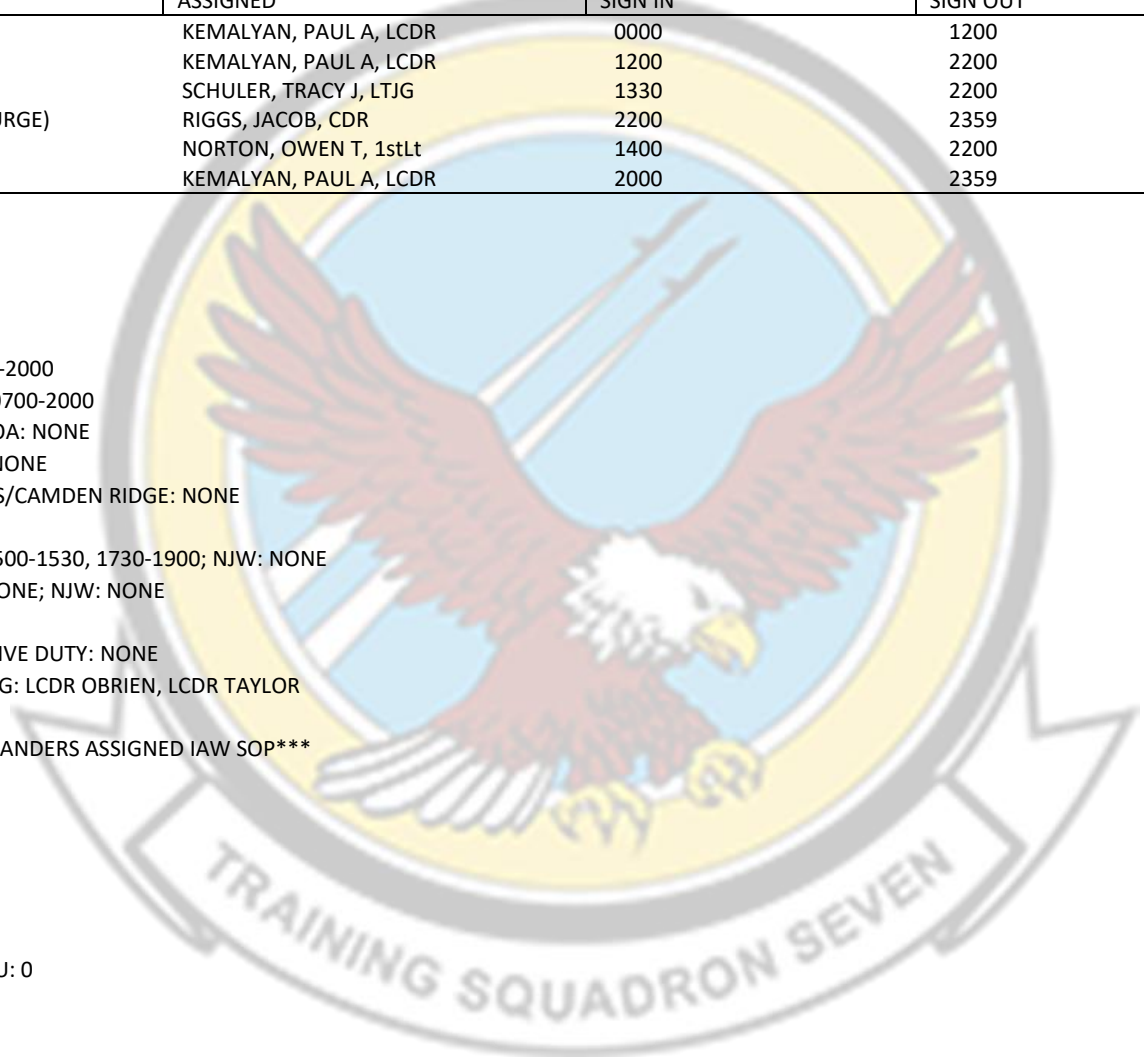 ASSIGNED SIGN IN SIGN OUT
KEMALYAN, PAUL A, LCDR 0000 1200
KEMALYAN, PAUL A, LCDR 1200 2200
SCHULER, TRACY J, LTJG 1330 2200
URGE) RIGGS, JACOB, CDR 2200 2359
NORTON, OWEN T, 1stLt 1400 2200
KEMALYAN, PAUL A, LCDR 2000 2359
-2000
0700-2000
OA: NONE
NONE
S/CAMDEN RIDGE: NONE
500-1530, 1730-1900; NJW: NONE
ONE; NJW: NONE
IVE DUTY: NONE
G: LCDR OBRIEN, LCDR TAYLOR
ANDERS ASSIGNED IAW SOP***
TRAINING SQUADRON SEVEN
U: 0